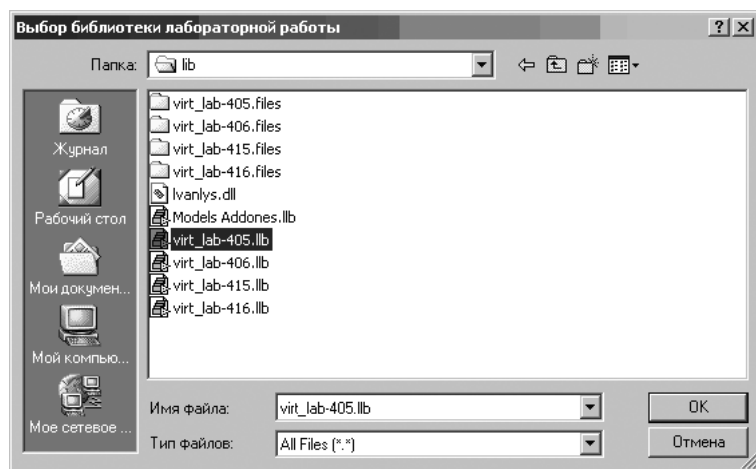 Выбор библиотеки лабораторной работы
Папка: lib
Журнал
Рабочий стол
Мои докумен...
Мой компью...
Мое сетевое ...
virt_lab-405.files
virt_lab-406.files
virt_lab-415.files
virt_lab-416.files
lvanlys.dll
Models Addones.llb
virt_lab-405.llb
virt_lab-406.llb
virt_lab-415.llb
virt_lab-416.llb
Имя файла: virt_lab-405.llb OK
Тип файлов: All Files (*.*) Отмена